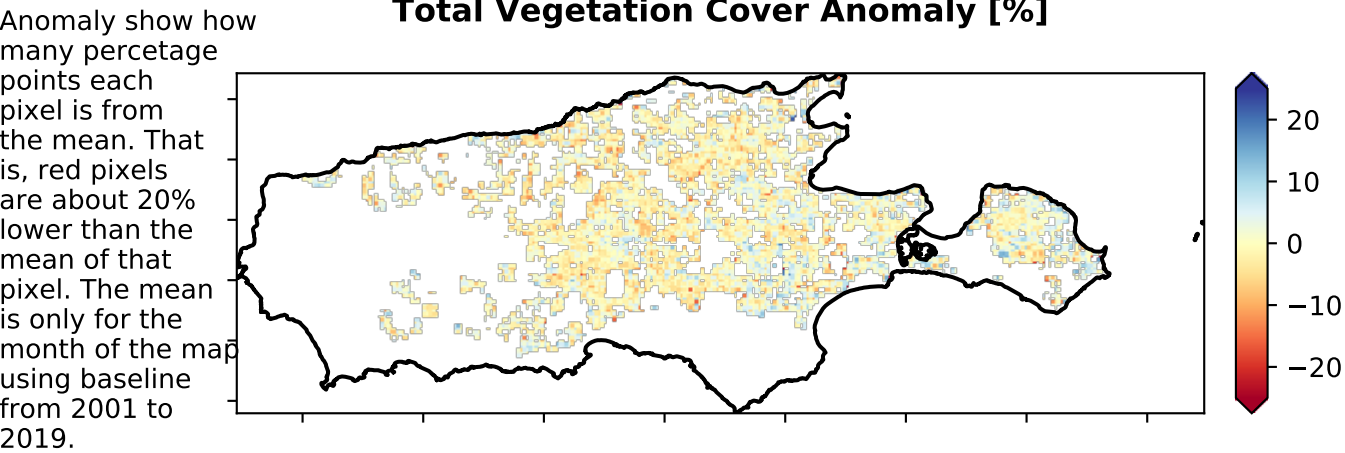 Total Vegetation Cover Anomaly [%]
Anomaly show how
many percetage
points each
pixel is from
the mean. That
is, red pixels
are about 20%
lower than the
mean of that
pixel. The mean
is only for the
month of the map
using baseline
from 2001 to
2019.
20
10
0
−10
−20